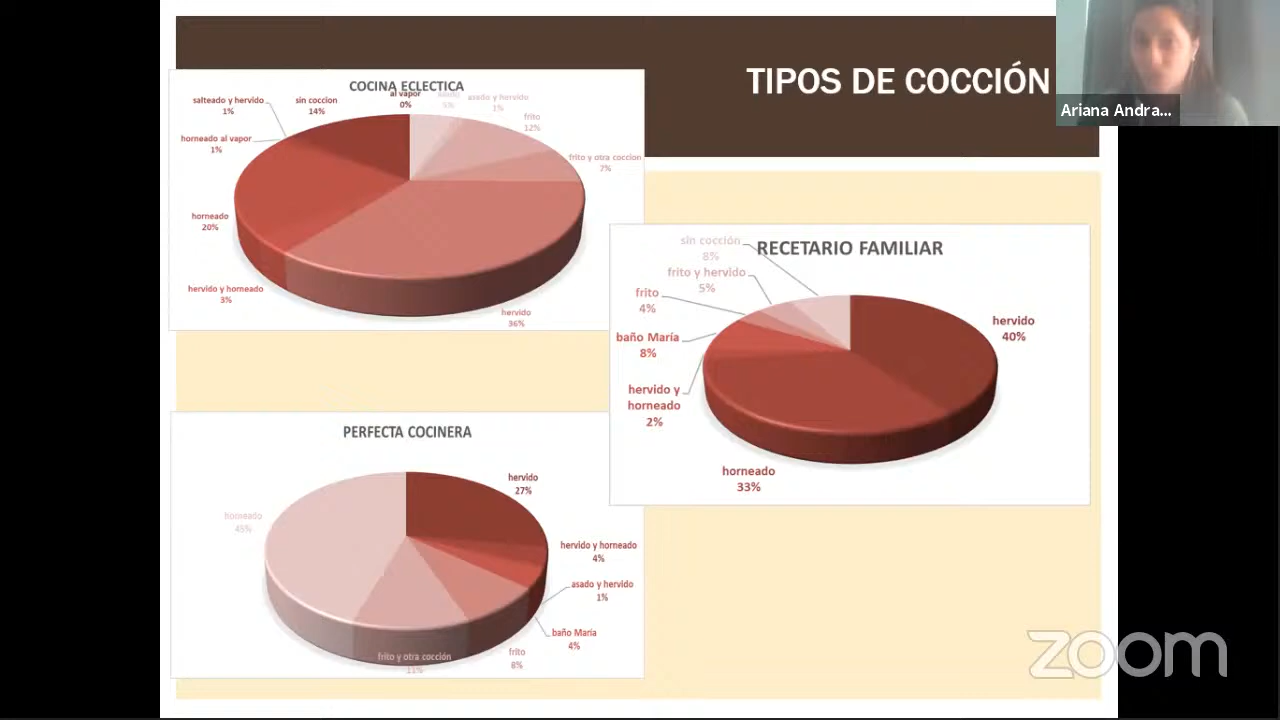 TIPOS DE COCCIÓN
Ariana Andra...
COCINA ECLECTICA
al vapor
0%
asado
5%
asado y hervido
1%
frito
12%
frito y otra coccion
7%
hervido
36%
hervido y horneado
3%
horneado
20%
horneado al vapor
1%
salteado y hervido
1%
sin coccion
14%
RECETARIO FAMILIAR
sin cocción
8%
frito y hervido
5%
frito
4%
baño María
8%
hervido y
horneado
2%
horneado
33%
hervido
40%
PERFECTA COCINERA
hervido
27%
hervido y horneado
4%
asado y hervido
1%
baño María
4%
frito
8%
frito y otra cocción
11%
horneado
45%
zoom